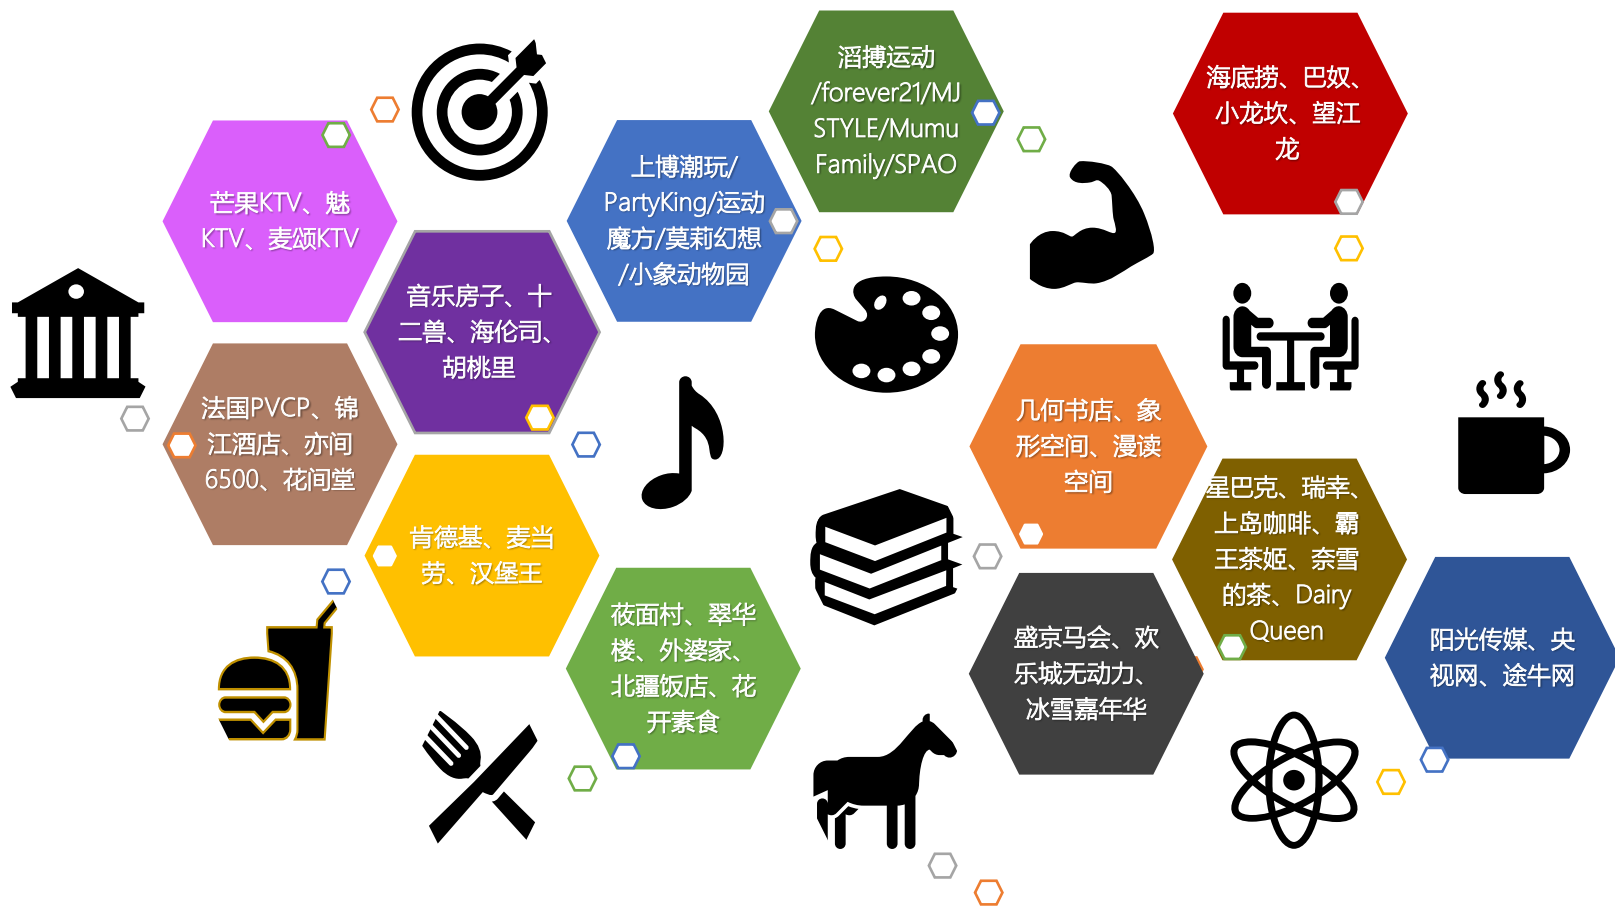 滔搏运动
/forever21/MJ
STYLE/Mumu
Family/SPAO
海底捞、巴奴、
小龙坎、望江
龙
芒果KTV、魅
KTV、麦颂KTV
上博潮玩/
PartyKing/运动
魔方/莫莉幻想
/小象动物园
音乐房子、十
二兽、海伦司、
胡桃里
法国PVCP、锦
江酒店、亦间
6500、花间堂
几何书店、象
形空间、漫读
空间
肯德基、麦当
劳、汉堡王
星巴克、瑞幸、
上岛咖啡、霸
王茶姬、奈雪
的茶、Dairy
Queen
莜面村、翠华
楼、外婆家、
北疆饭店、花
开素食
盛京马会、欢
乐城无动力、
冰雪嘉年华
阳光传媒、央
视网、途牛网